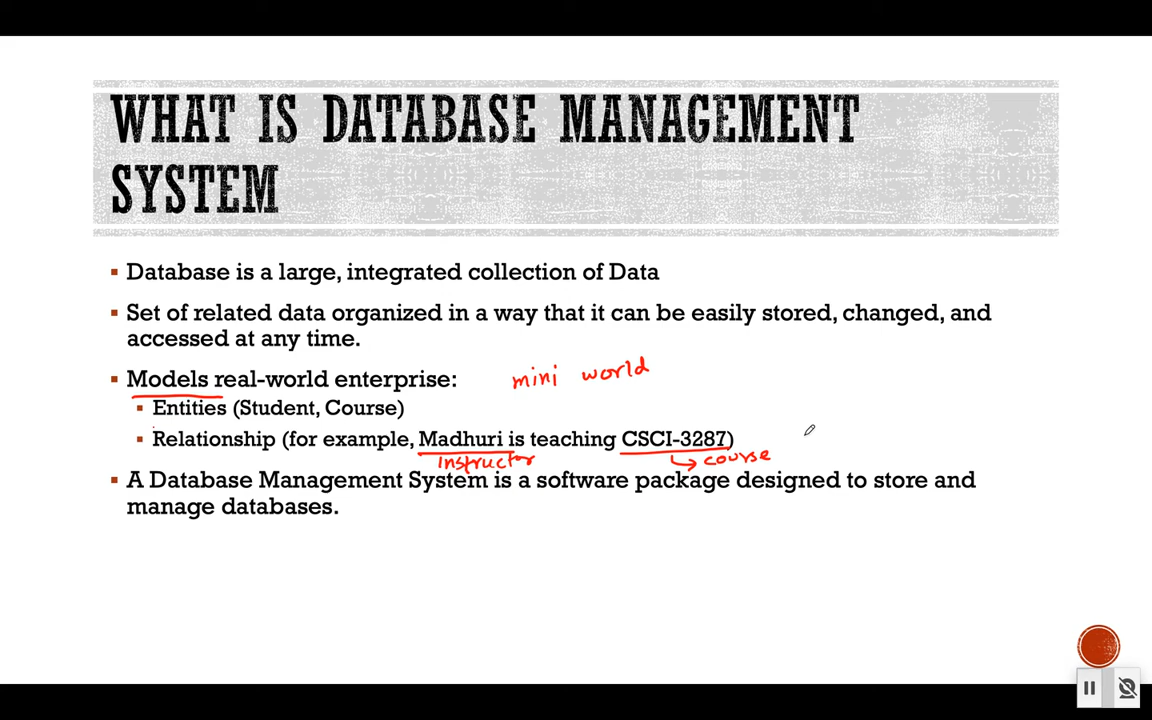 WHAT IS DATABASE MANAGEMENT
SYSTEM
Database is a large, integrated collection of Data
Set of related data organized in a way that it can be easily stored, changed, and
accessed at any time.
Models real-world enterprise: mini world
Entities (Student, Course)
Relationship (for example, Madhuri is teaching CSCI-3287)
instructor course
A Database Management System is a software package designed to store and
manage databases.